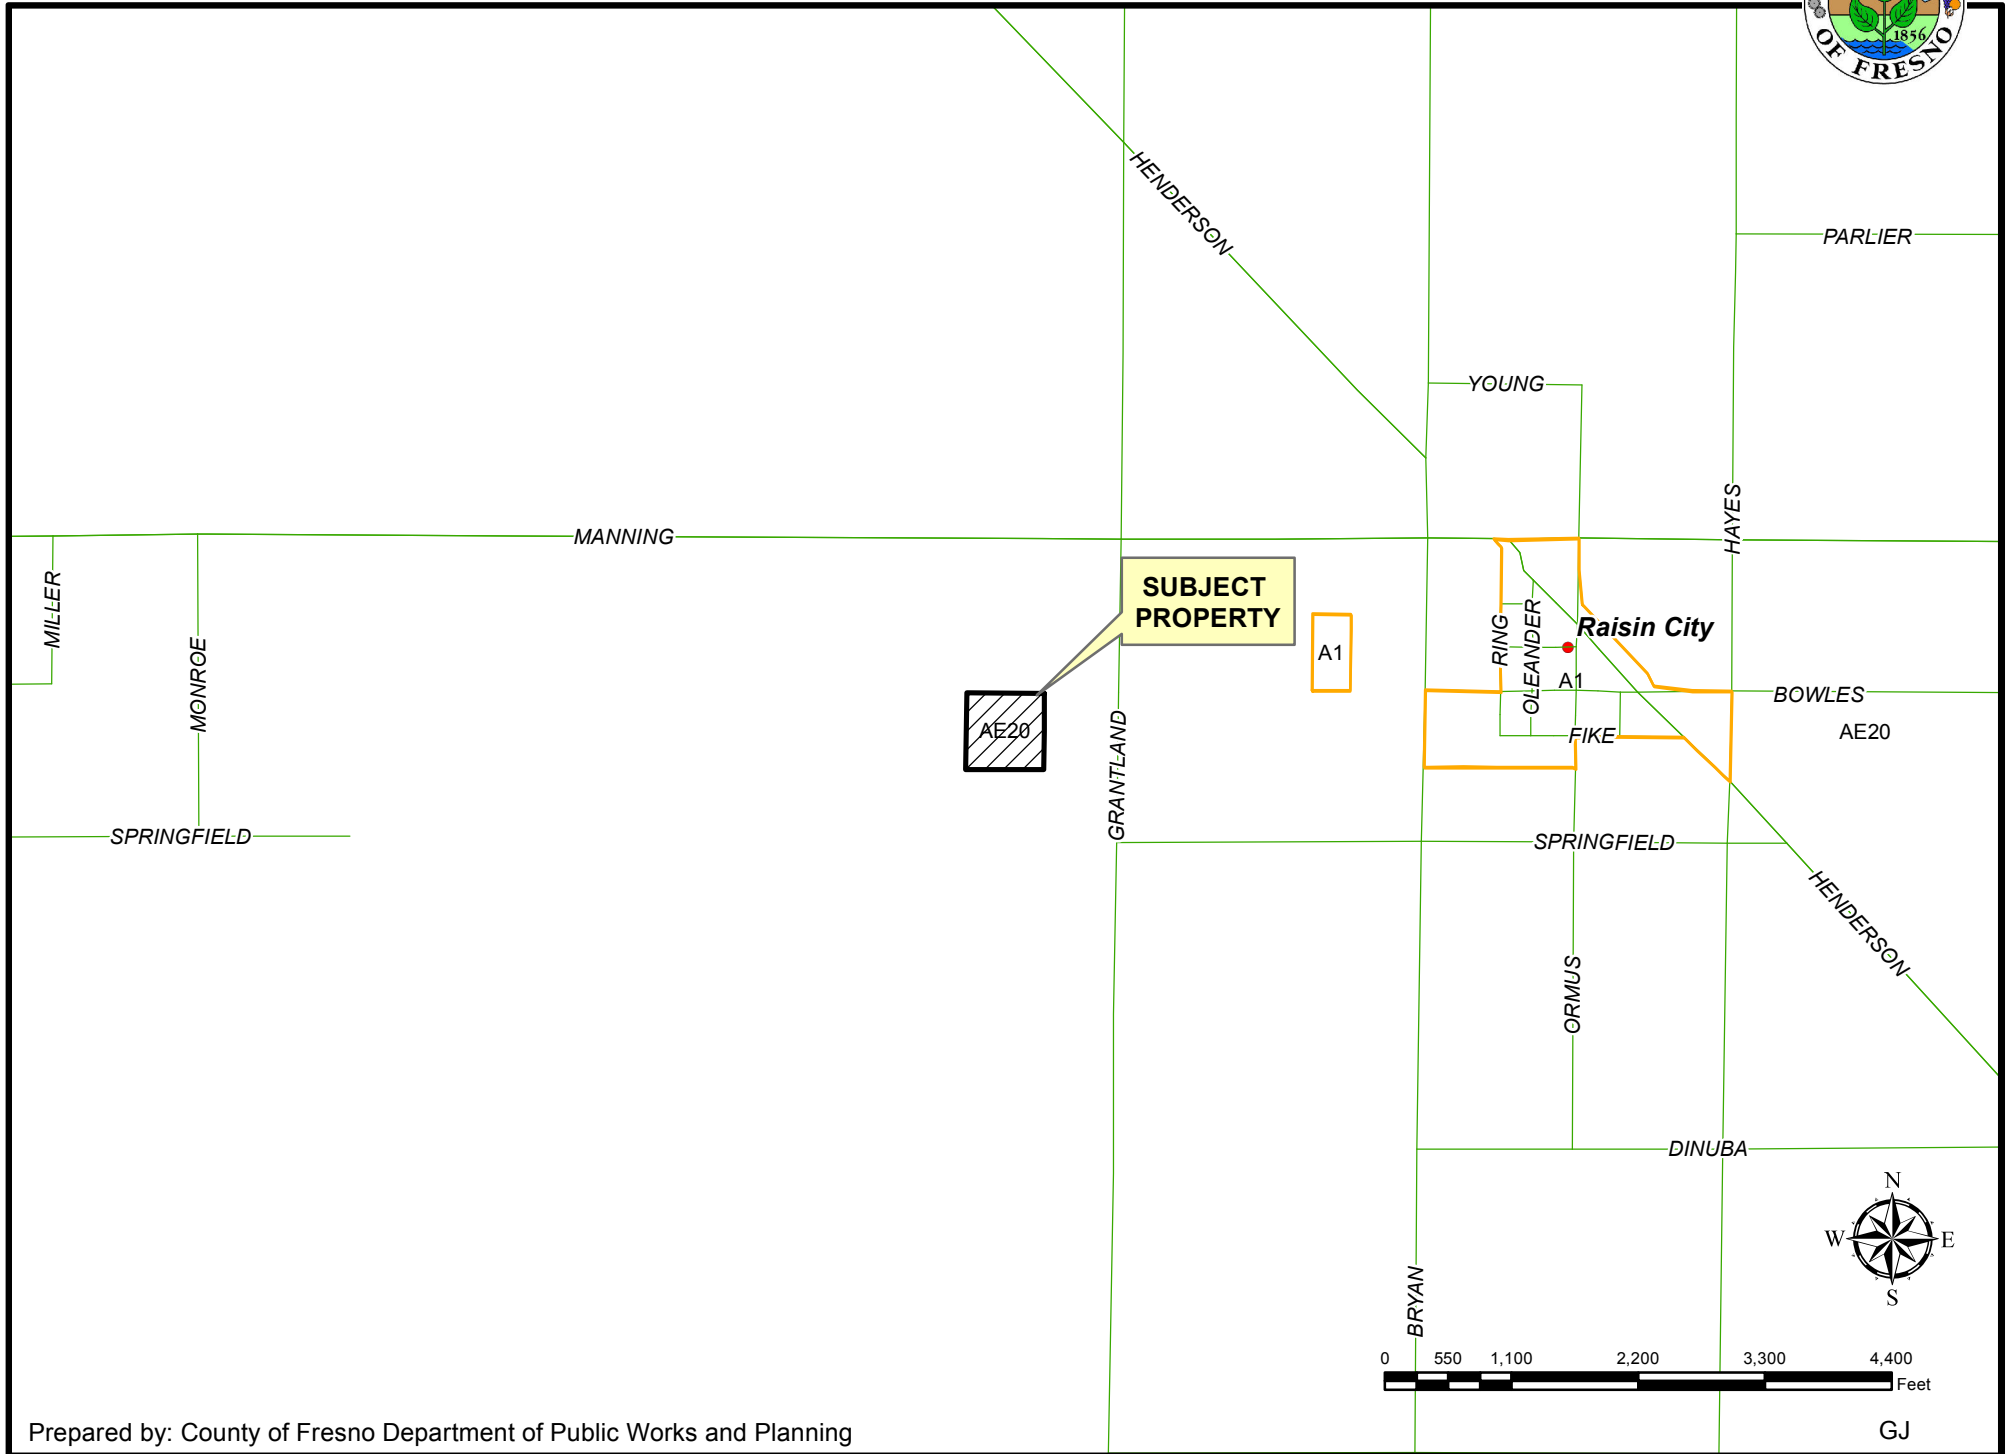 1856
OF FRESNO
HENDERSON
PARLIER
YOUNG
HAYES
MANNING
MILLER
MONROE
SUBJECT
PROPERTY
A1
RING
OLEANDER
Raisin City
A1
BOWLES
AE20
AE20
FIKE
GRANTLAND
SPRINGFIELD
SPRINGFIELD
HENDERSON
ORMUS
DINUBA
N
W
E
S
BRYAN
0 550 1,100 2,200 3,300 4,400
Feet
Prepared by: County of Fresno Department of Public Works and Planning
GJ